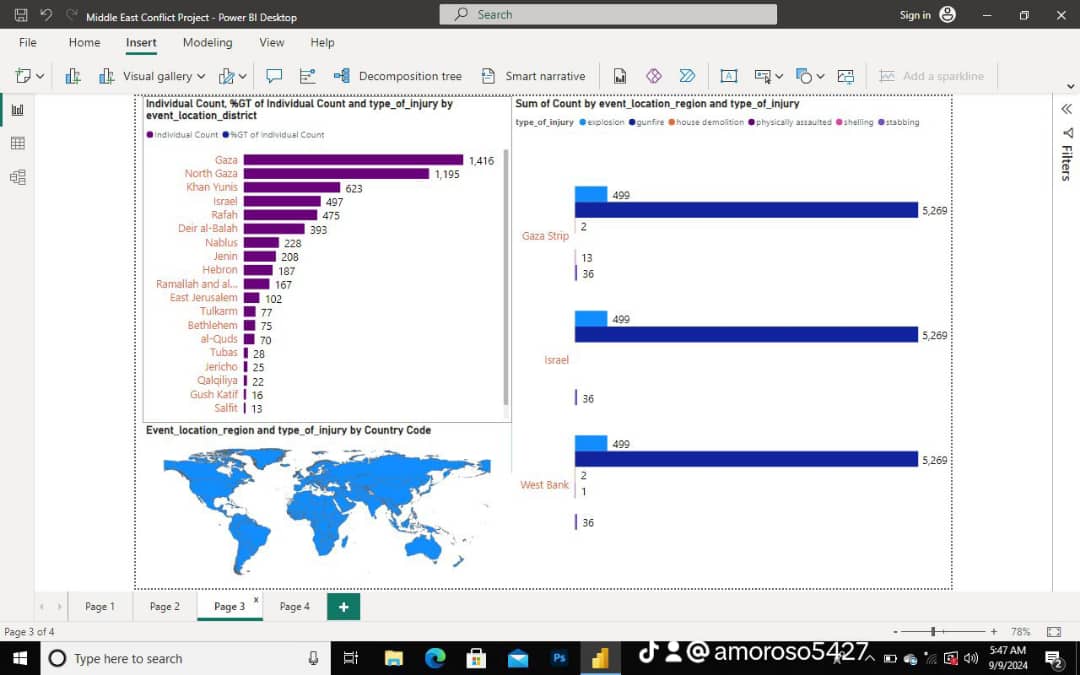 Middle East Conflict Project - Power BI Desktop
Search
Sign in
File Home Insert Modeling View Help
Visual gallery Decomposition tree Smart narrative Add a sparkline
Individual Count, %GT of Individual Count and type_of_injury by
event_location_district
Individual Count %GT of Individual Count
Gaza 1,416
North Gaza 1,195
Khan Yunis 623
Israel 497
Rafah 475
Deir al-Balah 393
Nablus 228
Jenin 208
Hebron 187
Ramallah and al... 167
East Jerusalem 102
Tulkarm 77
Bethlehem 75
al-Quds 70
Tubas 28
Jericho 25
Qalqiliya 22
Gush Katif 16
Salfit 13
Event_location_region and type_of_injury by Country Code
Sum of Count by event_location_region and type_of_injury
type_of_injury explosion gunfire house demolition physically assaulted shelling stabbing
499
5,269
2
Gaza Strip
13
36
499
5,269
Israel
36
499
5,269
2
West Bank
1
36
Filters
Page 1 Page 2 Page 3 x Page 4 +
Page 3 of 4
- + 78%
Type here to search
Ps
@amoroso5427
5:47 AM
9/9/2024
2